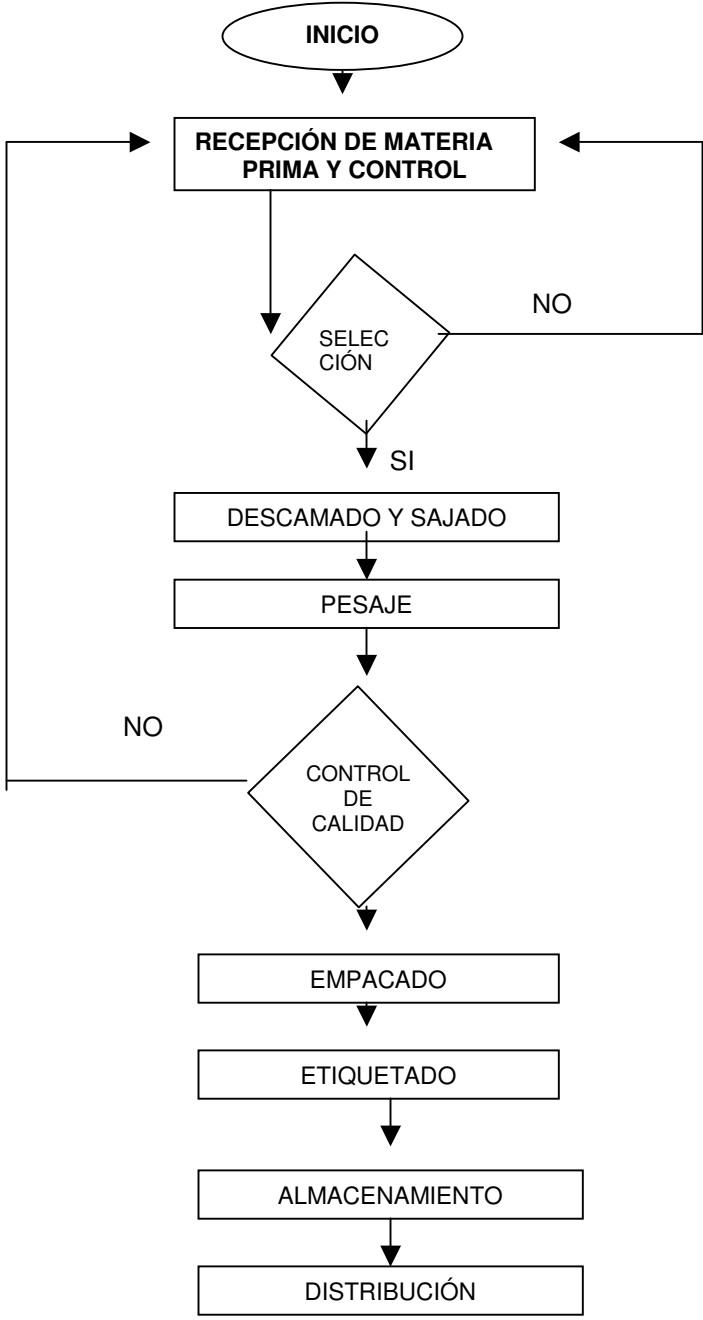 INICIO
RECEPCIÓN DE MATERIA
PRIMA Y CONTROL
NO
SELEC
CIÓN
SI
DESCAMADO Y SAJADO
PESAJE
NO
CONTROL
DE
CALIDAD
EMPACADO
ETIQUETADO
ALMACENAMIENTO
DISTRIBUCIÓN